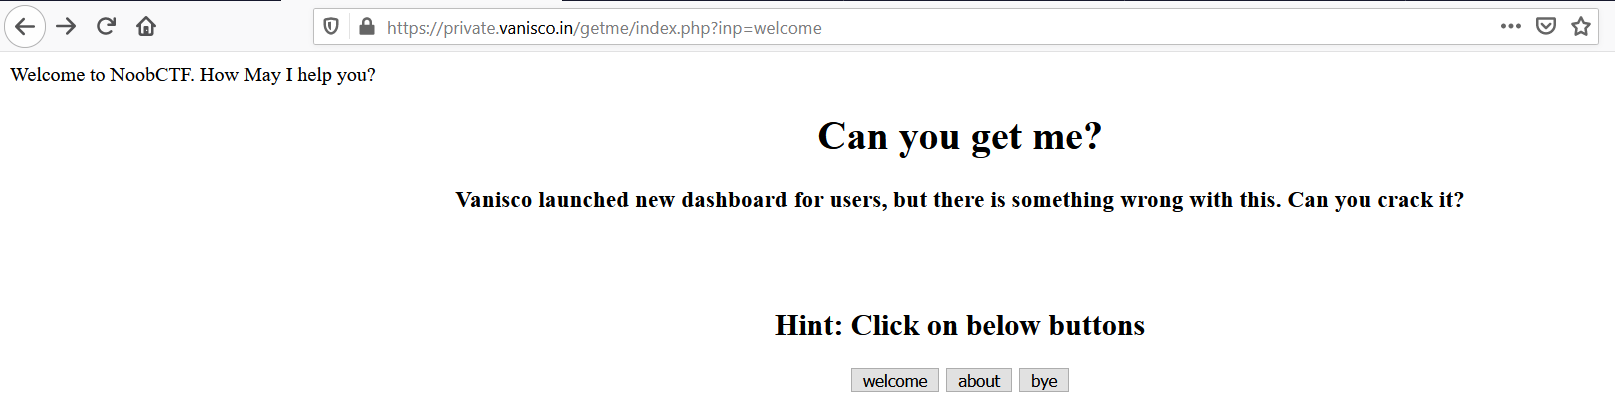 https://private.vanisco.in/getme/index.php?inp=welcome
Welcome to NoobCTF. How May I help you?
Can you get me?
Vanisco launched new dashboard for users, but there is something wrong with this. Can you crack it?
Hint: Click on below buttons
welcome about bye